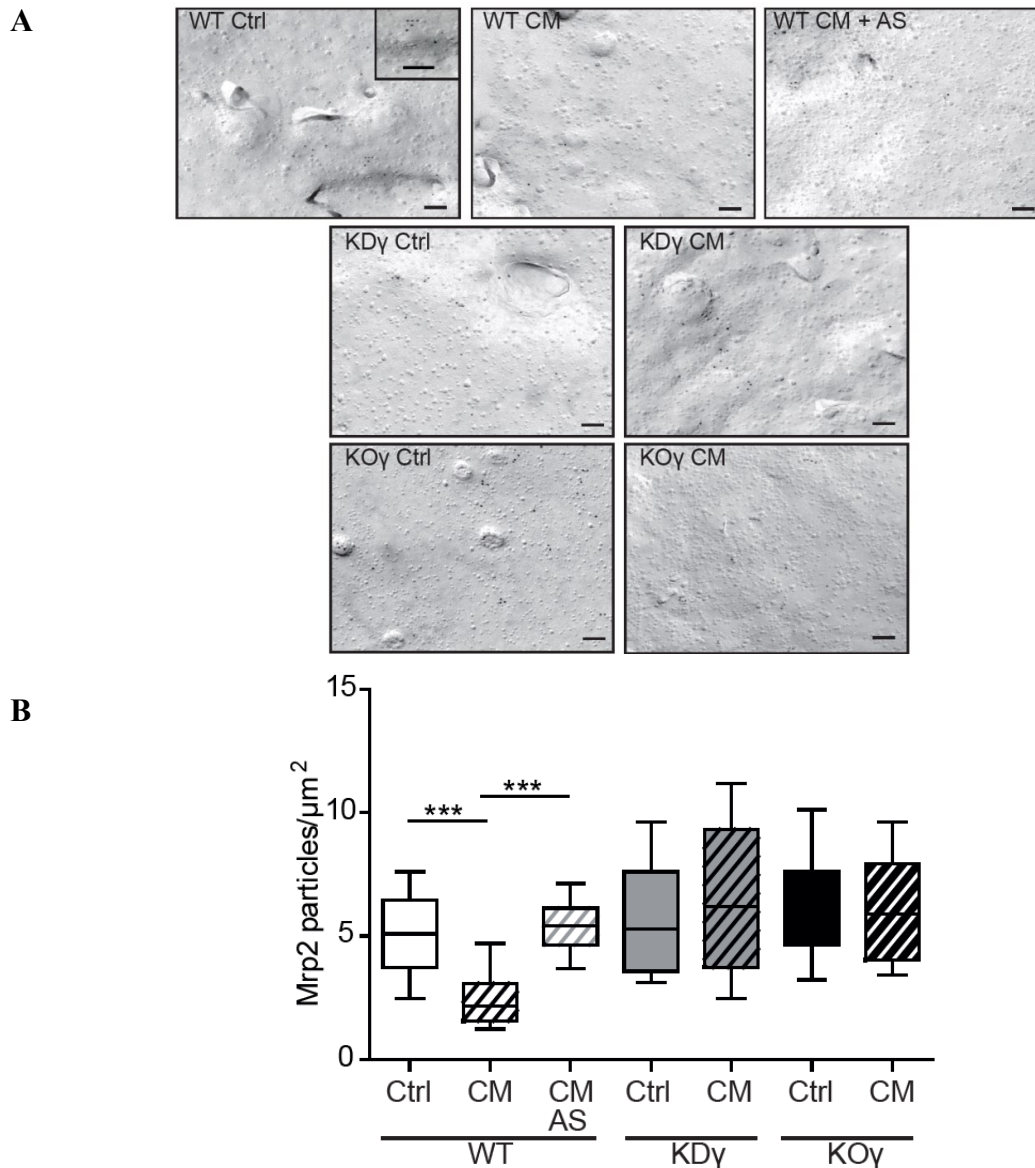 A
WT Ctrl
WT CM
WT CM + AS
KDγ Ctrl
KDγ CM
KOγ Ctrl
KOγ CM
B
Mrp2 particles/μm²
15
10
5
0
***
***
Ctrl
CM
CM
AS
Ctrl
CM
Ctrl
CM
WT
KDγ
KOγ